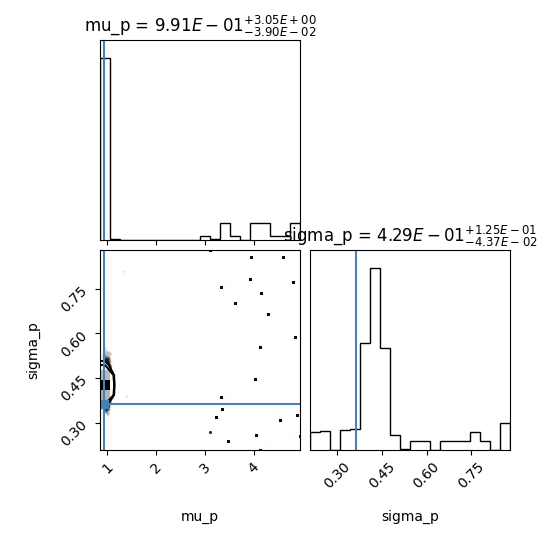 mu_p = 9.91E − 01+3.05E+00−3.90E−02
sigma_p = 4.29E − 01+1.25E−01−4.37E−02
sigma_p
0.75
0.60
0.45
0.30
1 2 3 4
0.30 0.45 0.60 0.75
mu_p
sigma_p